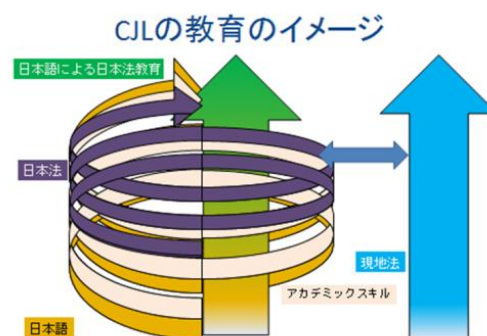 CJLの教育のイメージ
日本語による日本法教育
日本法
現地法
アカデミックスキル
日本語